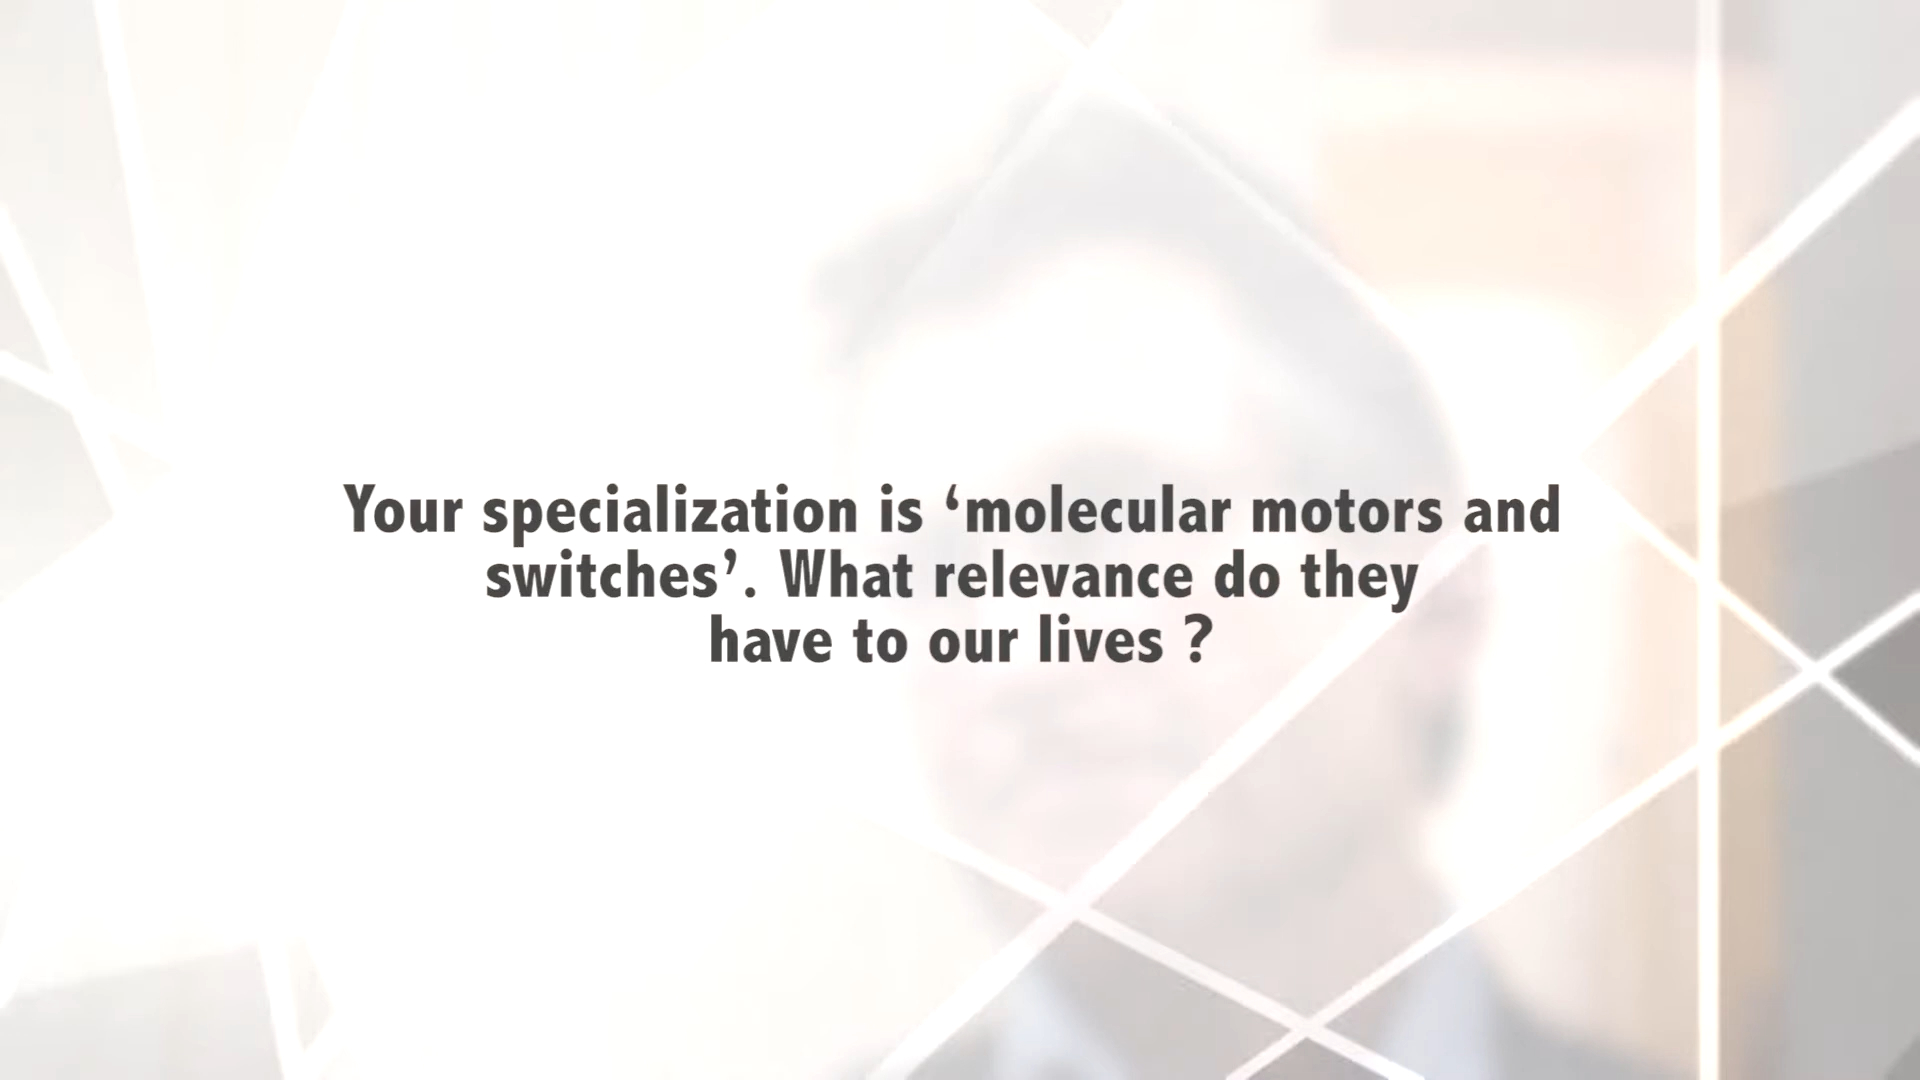 Your specialization is ‘molecular motors and
switches’. What relevance do they
have to our lives ?